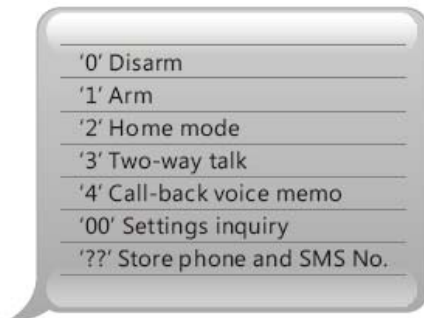 ‘0’ Disarm
‘1’ Arm
‘2’ Home mode
‘3’ Two-way talk
‘4’ Call-back voice memo
‘00’ Settings inquiry
‘??’ Store phone and SMS No.